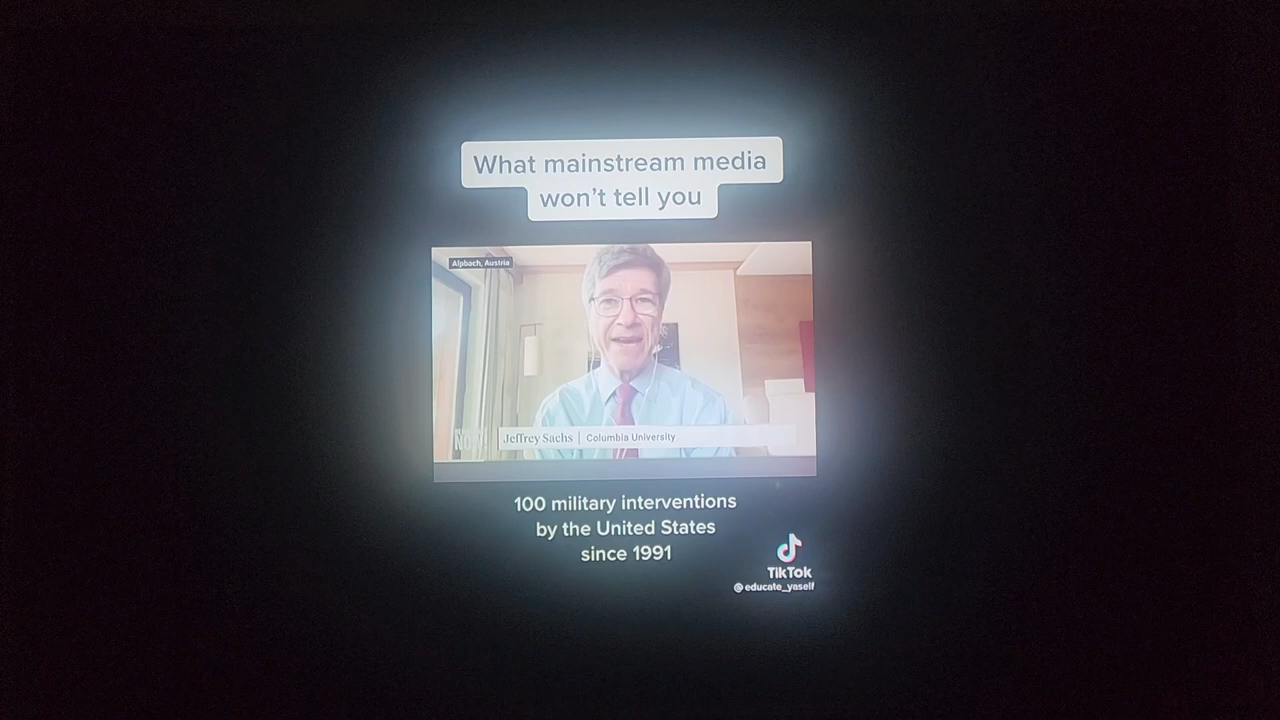 What mainstream media
won't tell you
Alpbach, Austria
NOW!
Jeffrey Sachs | Columbia University
100 military interventions
by the United States
since 1991
TikTok
@educate_yaself